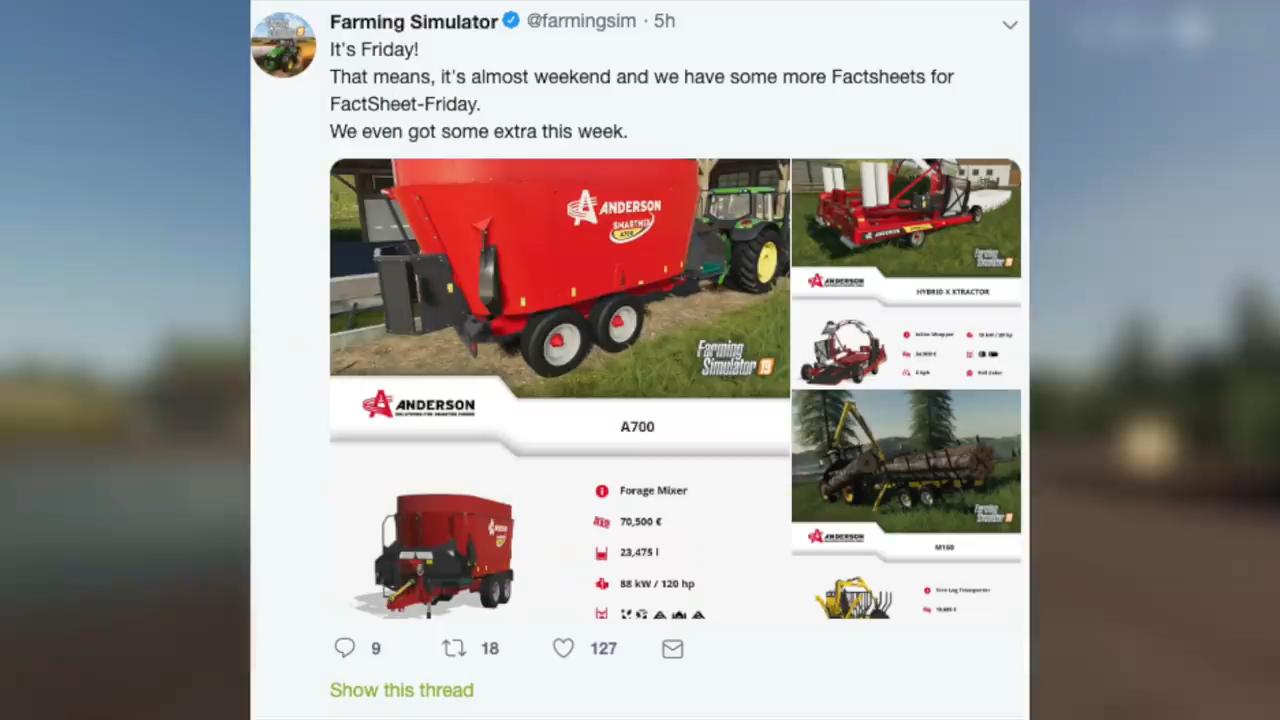 Farming Simulator @farmingsim · 5h
It's Friday!
That means, it's almost weekend and we have some more Factsheets for
FactSheet-Friday.
We even got some extra this week.
ANDERSON
SMARTMIX
A700
Farming
Simulator 19
ANDERSON
A700
Forage Mixer
70,500 €
23,475 l
88 kW / 120 hp
ANDERSON
Farming
Simulator 19
ANDERSON
HYBRID X XTRACTOR
Farming
Simulator 19
ANDERSON
M160
9
18
127
Show this thread